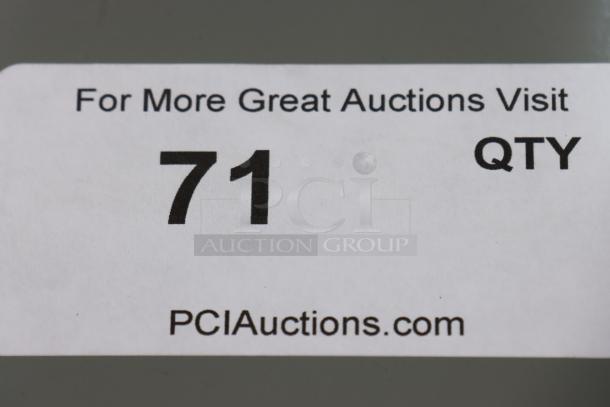 For More Great Auctions Visit
71
QTY
PCI
AUCTION GROUP
PCIAuctions.com